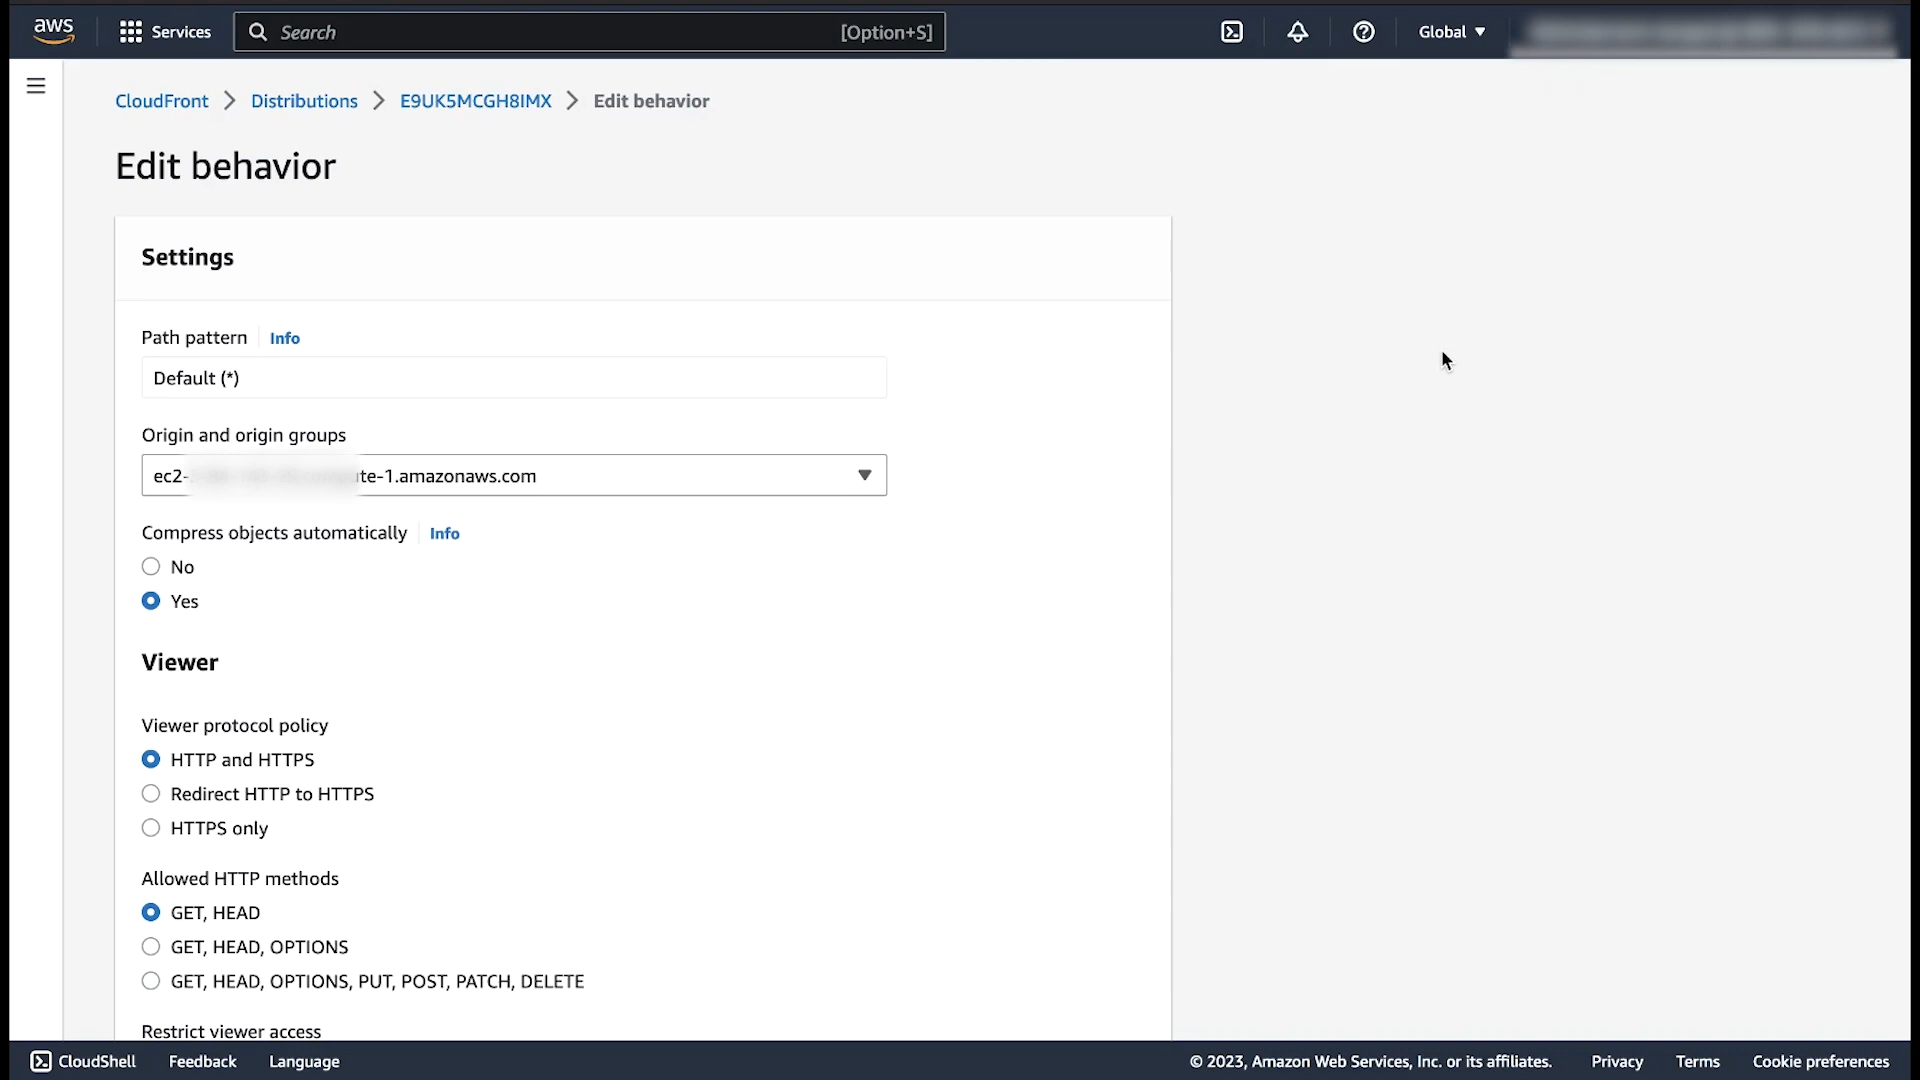 aws
Services
Search
[Option+S]
Global
CloudFront
Distributions
E9UK5MCGH8IMX
Edit behavior
Edit behavior
Settings
Path pattern
Info
Default (*)
Origin and origin groups
ec2-
te-1.amazonaws.com
Compress objects automatically
Info
No
Yes
Viewer
Viewer protocol policy
HTTP and HTTPS
Redirect HTTP to HTTPS
HTTPS only
Allowed HTTP methods
GET, HEAD
GET, HEAD, OPTIONS
GET, HEAD, OPTIONS, PUT, POST, PATCH, DELETE
Restrict viewer access
CloudShell
Feedback
Language
© 2023, Amazon Web Services, Inc. or its affiliates.
Privacy
Terms
Cookie preferences